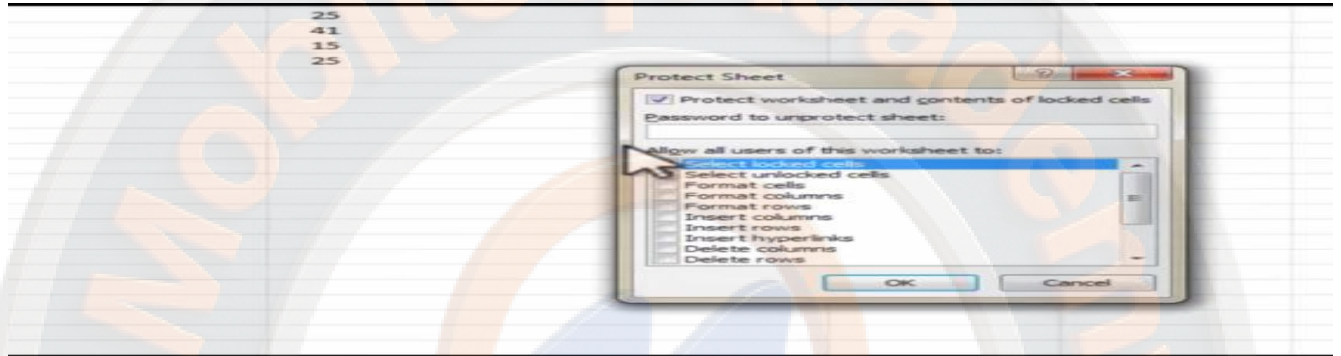 25
41
15
25
Protect Sheet
Protect worksheet and contents of locked cells
Password to unprotect sheet:
Allow all users of this worksheet to:
Select locked cells
Select unlocked cells
Format cells
Format columns
Format rows
Insert columns
Insert rows
Insert hyperlinks
Delete columns
Delete rows
OK
Cancel